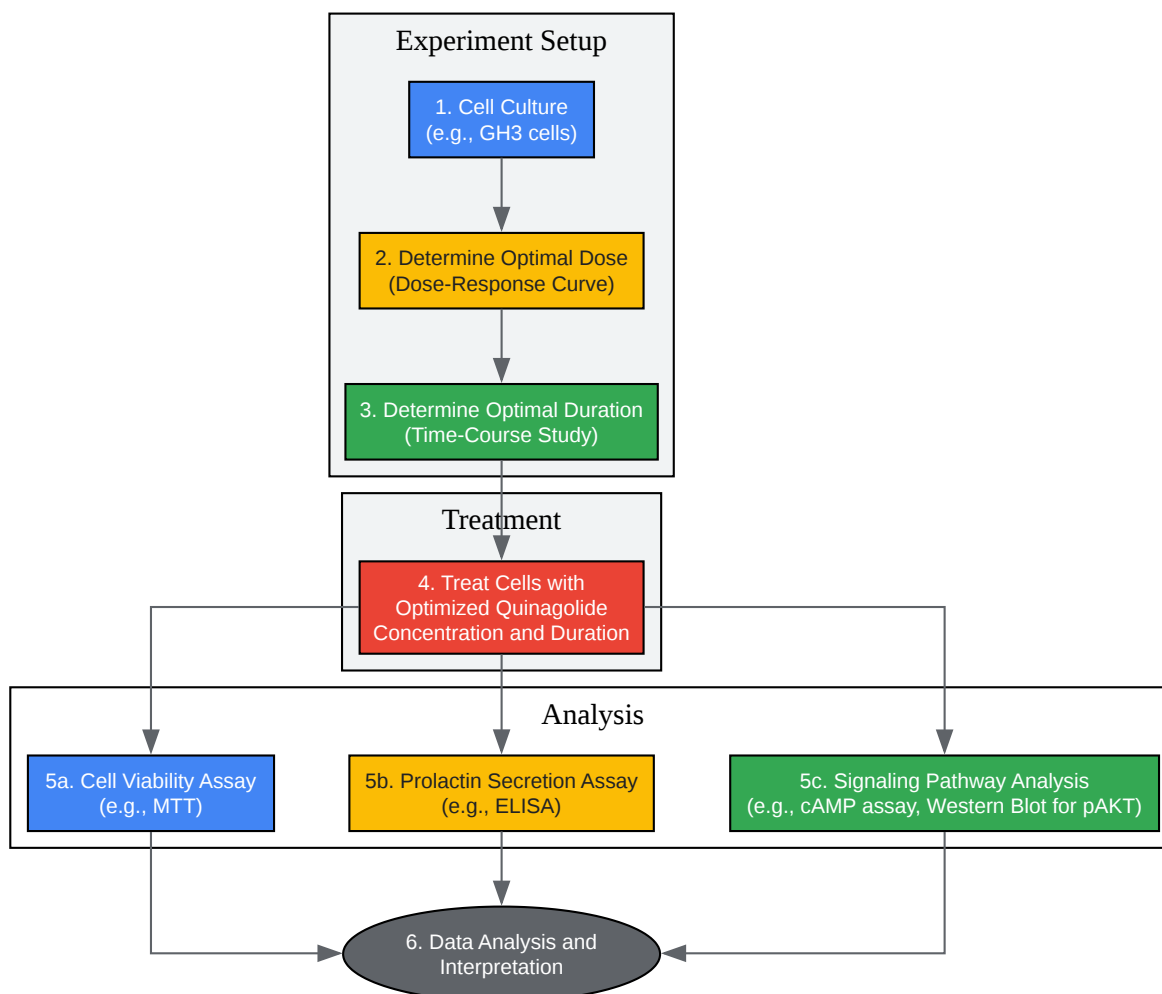 Experiment Setup
1. Cell Culture
(e.g., GH3 cells)
2. Determine Optimal Dose
(Dose-Response Curve)
3. Determine Optimal Duration
(Time-Course Study)
Treatment
4. Treat Cells with
Optimized Quinagolide
Concentration and Duration
Analysis
5a. Cell Viability Assay
(e.g., MTT)
5b. Prolactin Secretion Assay
(e.g., ELISA)
5c. Signaling Pathway Analysis
(e.g., cAMP assay, Western Blot for pAKT)
6. Data Analysis and
Interpretation